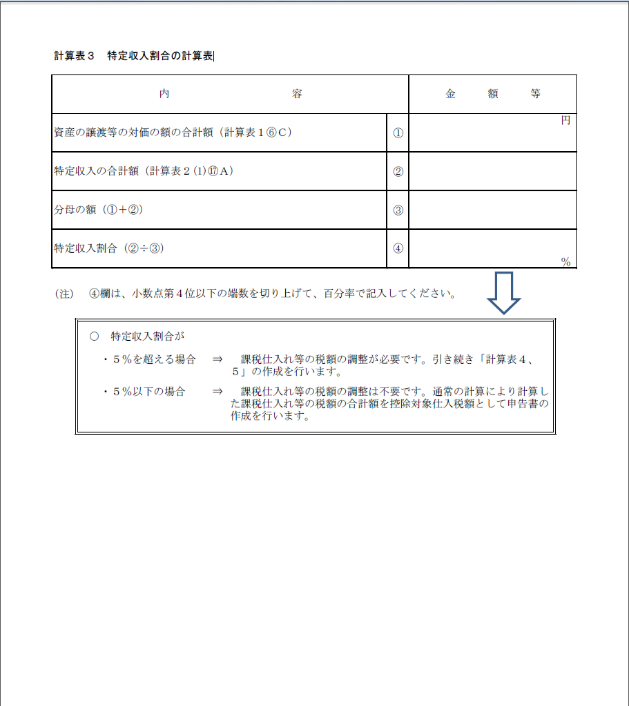 計算表３　特定収入割合の計算表
内　　容　　金　額　等
資産の譲渡等の対価の額の合計額（計算表１⑥Ｃ）　①　円
特定収入の合計額（計算表２(1)⑰Ａ）　②
分母の額（①＋②）　③
特定収入割合（②÷③）　④　％
（注）　④欄は、小数点第４位以下の端数を切り上げて、百分率で記入してください。
○　特定収入割合が
・５％を超える場合　⇒　課税仕入れ等の税額の調整が必要です。引き続き「計算表４、
５」の作成を行います。
・５％以下の場合　⇒　課税仕入れ等の税額の調整は不要です。通常の計算により計算し
た課税仕入れ等の税額の合計額を控除対象仕入税額として申告書の
作成を行います。